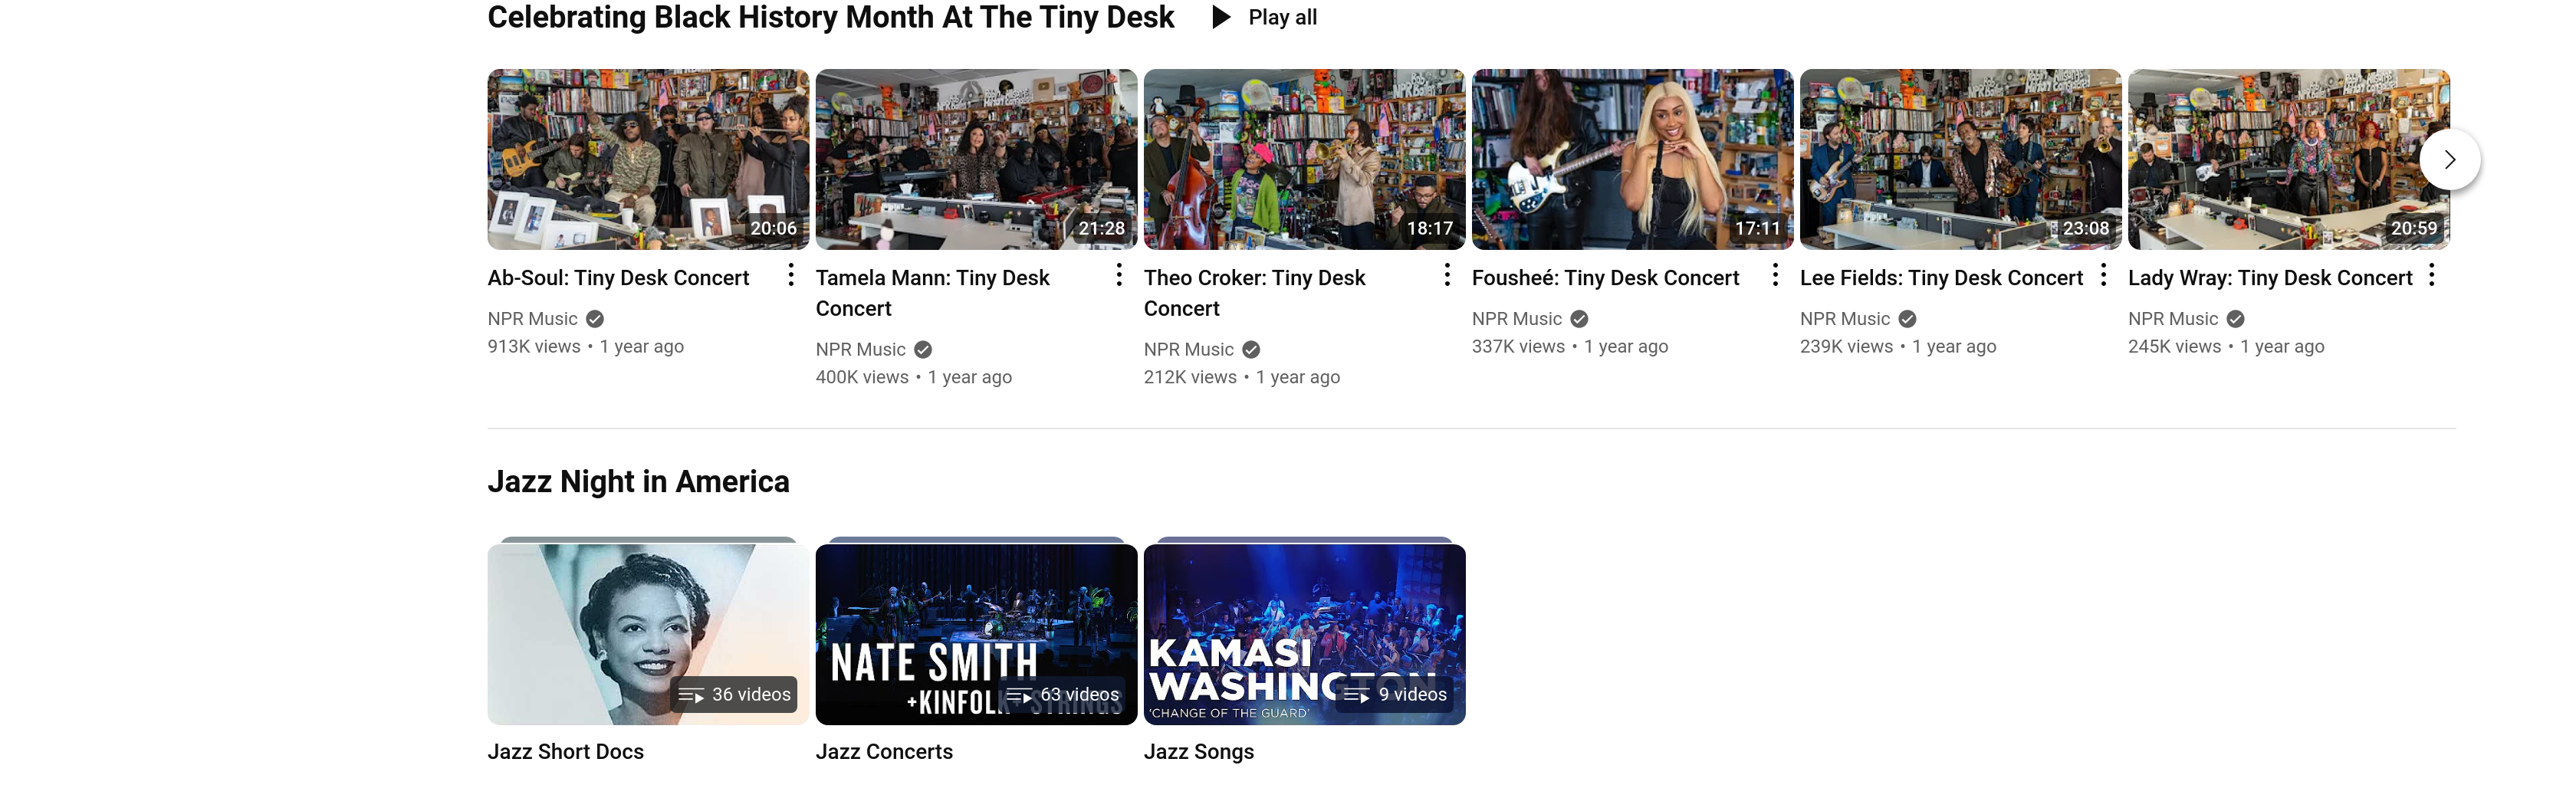 Celebrating Black History Month At The Tiny Desk
Play all
20:06
21:28
18:17
17:11
23:08
20:59
Ab-Soul: Tiny Desk Concert
NPR Music
913K views • 1 year ago
Tamela Mann: Tiny Desk
Concert
NPR Music
400K views • 1 year ago
Theo Croker: Tiny Desk
Concert
NPR Music
212K views • 1 year ago
Fousheé: Tiny Desk Concert
NPR Music
337K views • 1 year ago
Lee Fields: Tiny Desk Concert
NPR Music
239K views • 1 year ago
Lady Wray: Tiny Desk Concert
NPR Music
245K views • 1 year ago
Jazz Night in America
36 videos
NATE SMITH
+KINFOLK+ STRINGS
63 videos
KAMASI
WASHINGTON
'CHANGE OF THE GUARD'
9 videos
Jazz Short Docs
Jazz Concerts
Jazz Songs